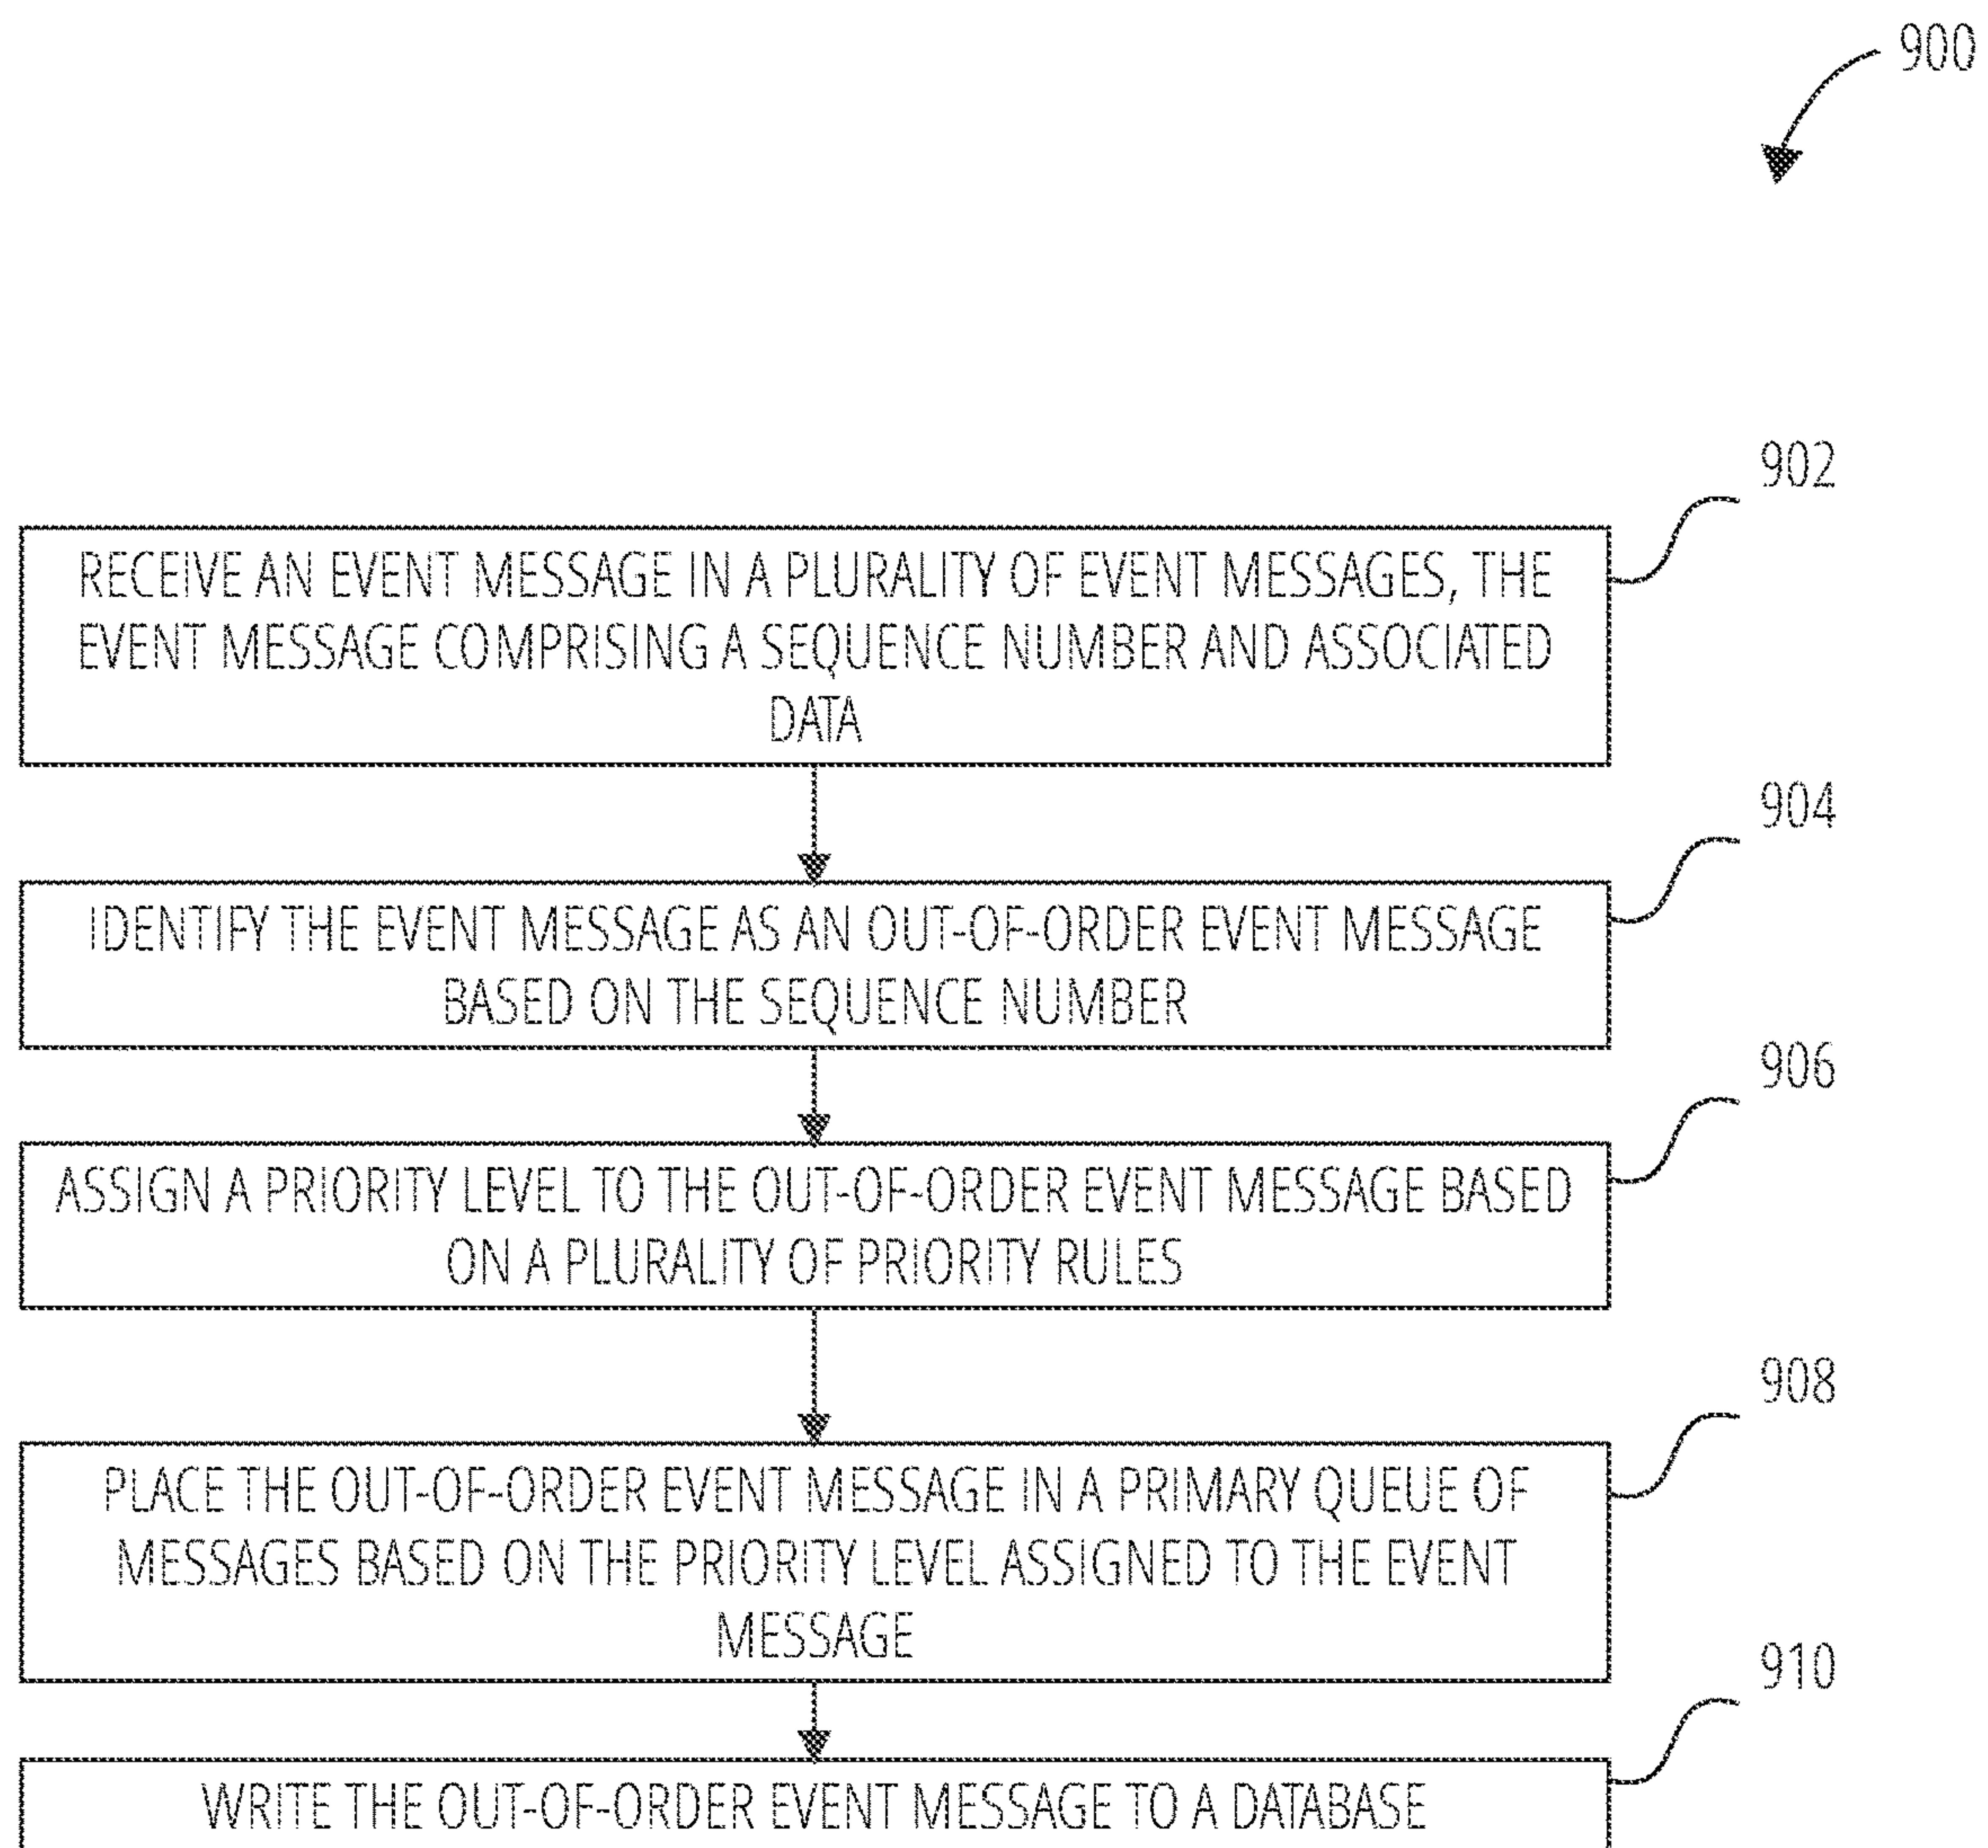 900
902
RECEIVE AN EVENT MESSAGE IN A PLURALITY OF EVENT MESSAGES, THE
EVENT MESSAGE COMPRISING A SEQUENCE NUMBER AND ASSOCIATED
DATA
904
IDENTIFY THE EVENT MESSAGE AS AN OUT-OF-ORDER EVENT MESSAGE
BASED ON THE SEQUENCE NUMBER
906
ASSIGN A PRIORITY LEVEL TO THE OUT-OF-ORDER EVENT MESSAGE BASED
ON A PLURALITY OF PRIORITY RULES
908
PLACE THE OUT-OF-ORDER EVENT MESSAGE IN A PRIMARY QUEUE OF
MESSAGES BASED ON THE PRIORITY LEVEL ASSIGNED TO THE EVENT
MESSAGE
910
WRITE THE OUT-OF-ORDER EVENT MESSAGE TO A DATABASE